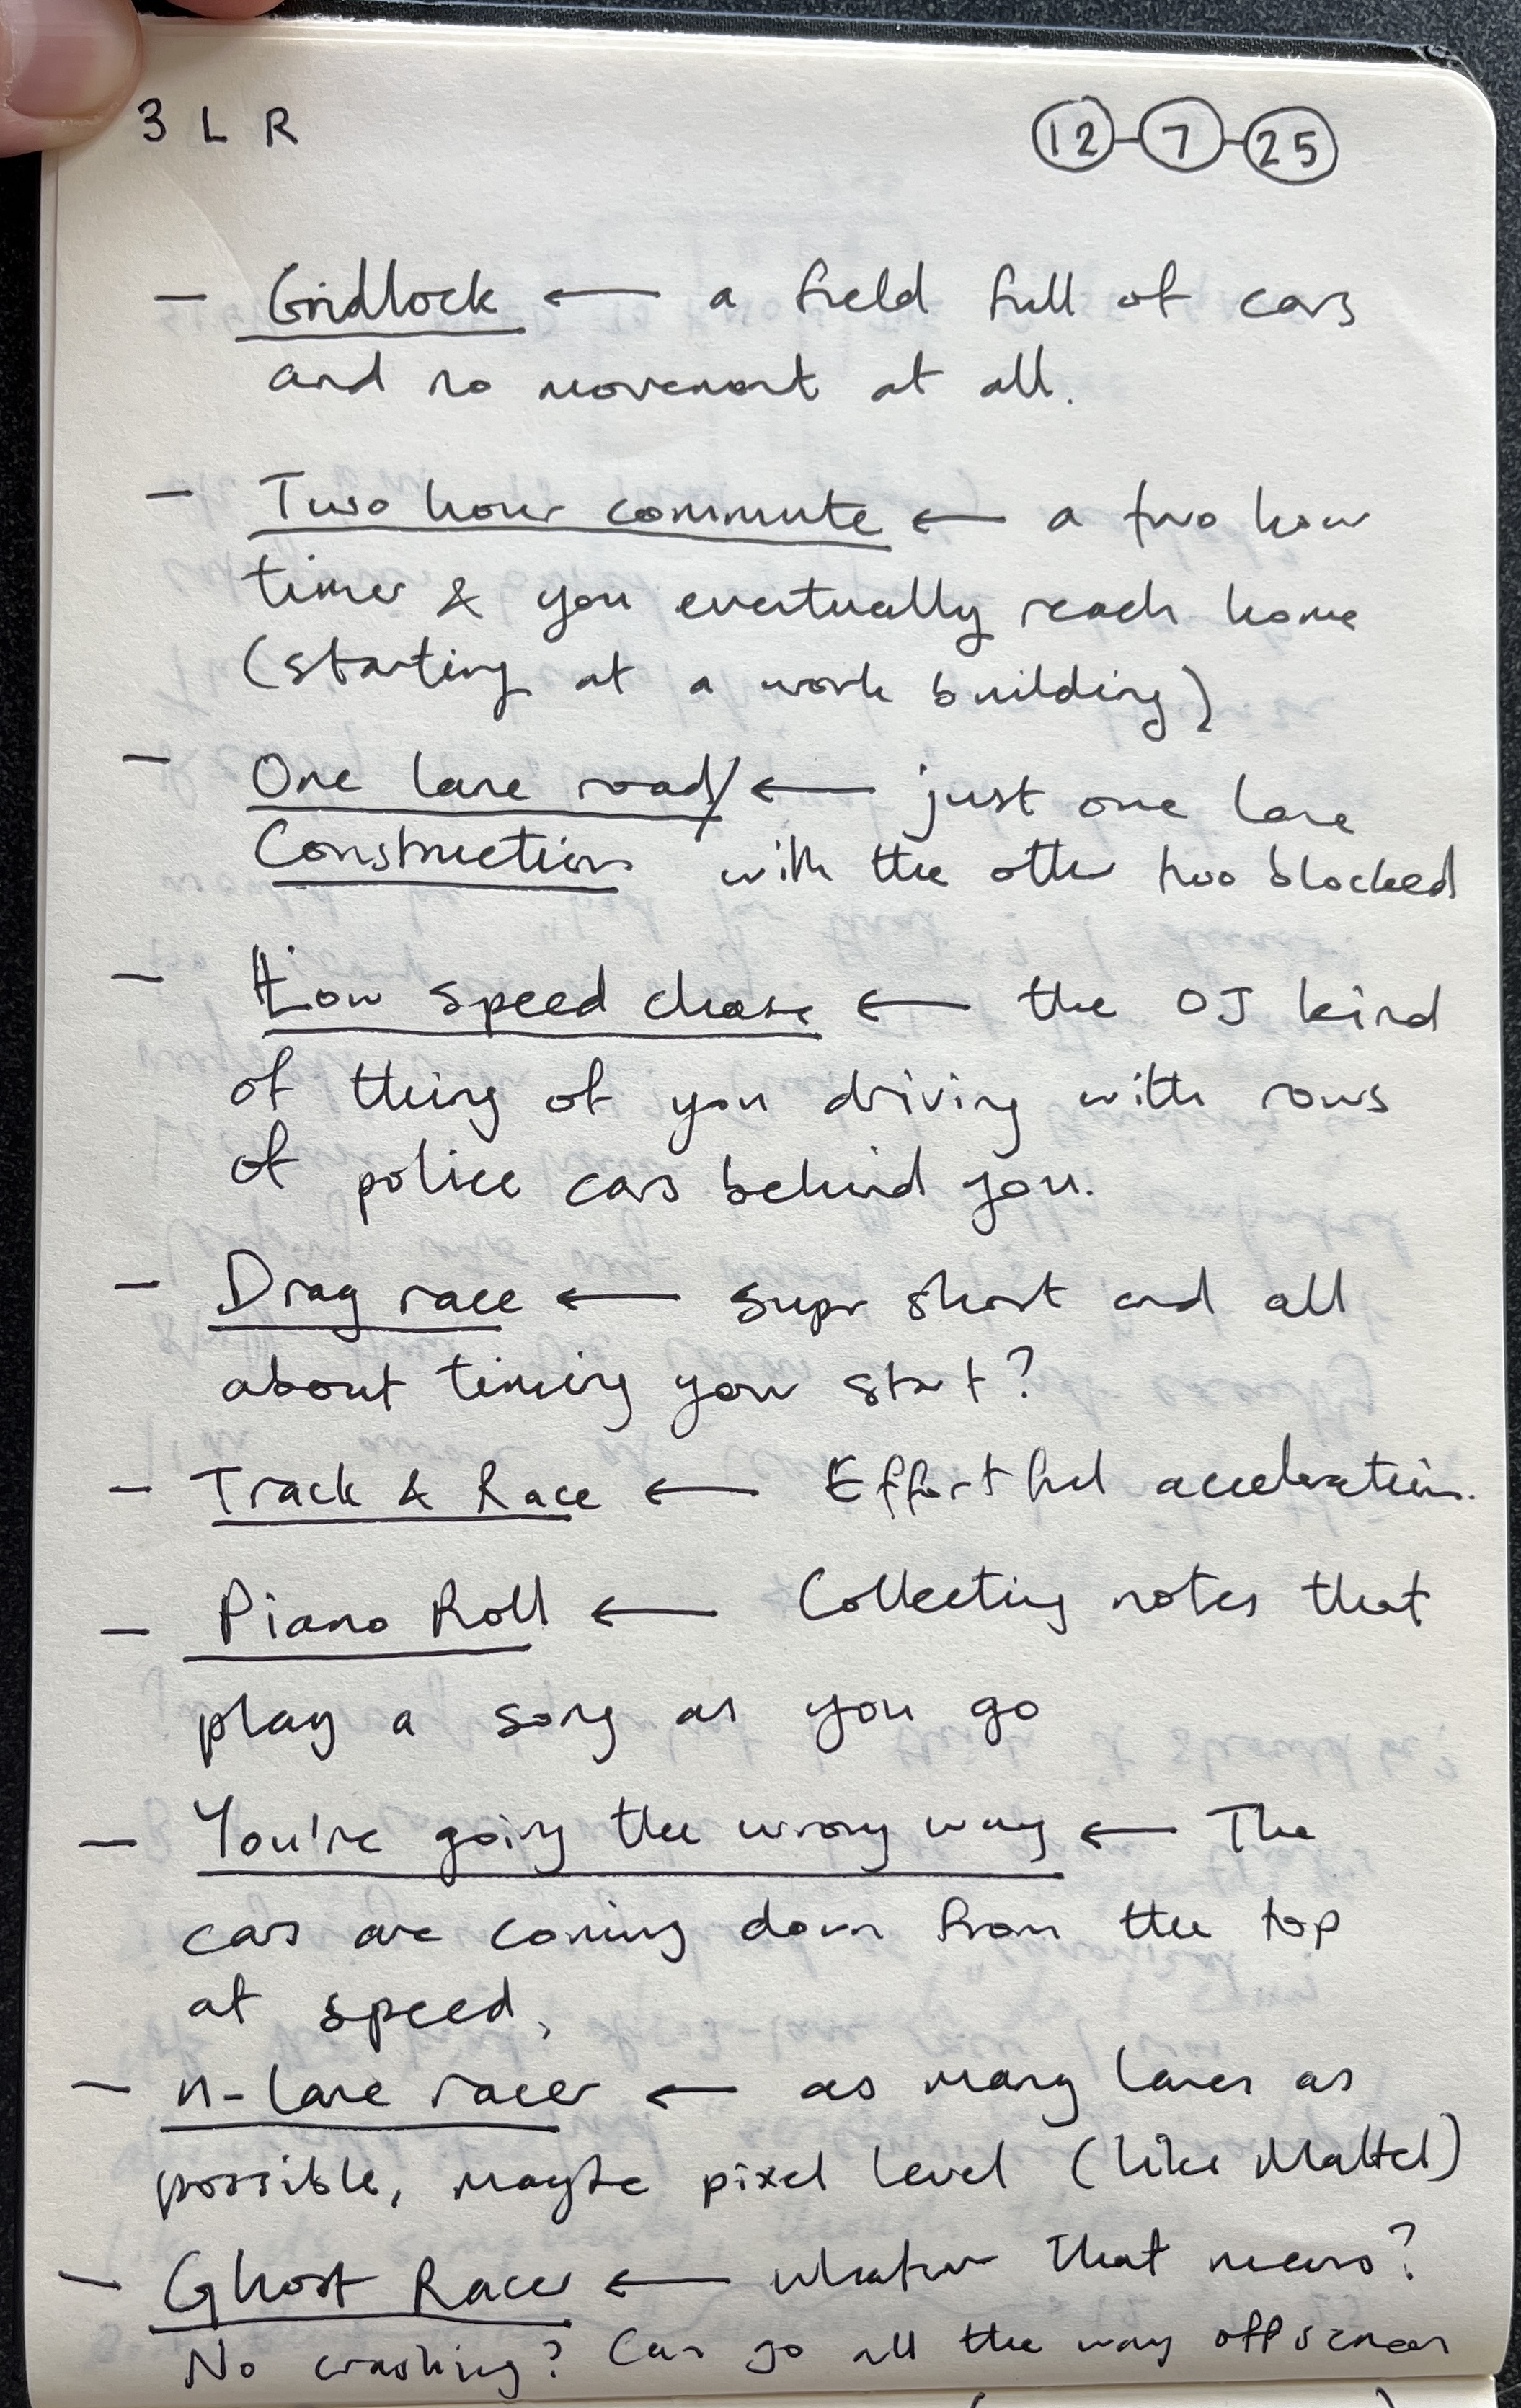 3 L R
12-7-25
- Gridlock ← a field full of cars
and no movement at all.
- Two hour commute ← a two hour
timer & you eventually reach home
(starting at a work building)
- One lare road/ ← just one lane
Construction with the other two blocked
- Low speed chase ← the OJ kind
of thing of you driving with rows
of police cars behind you.
- Drag race ← super short and all
about timing your start?
- Track & Race ← Effortful acceleration.
- Piano Roll ← Collecting notes that
play a song as you go
- You're going the wrong way ← The
cars are coming down from the top
at speed,
- n-lane racer ← as many lanes as
possible, maybe pixel level (like Mattel)
- Ghost Racer ← whatever that means?
No crashing? Can go all the way offscreen